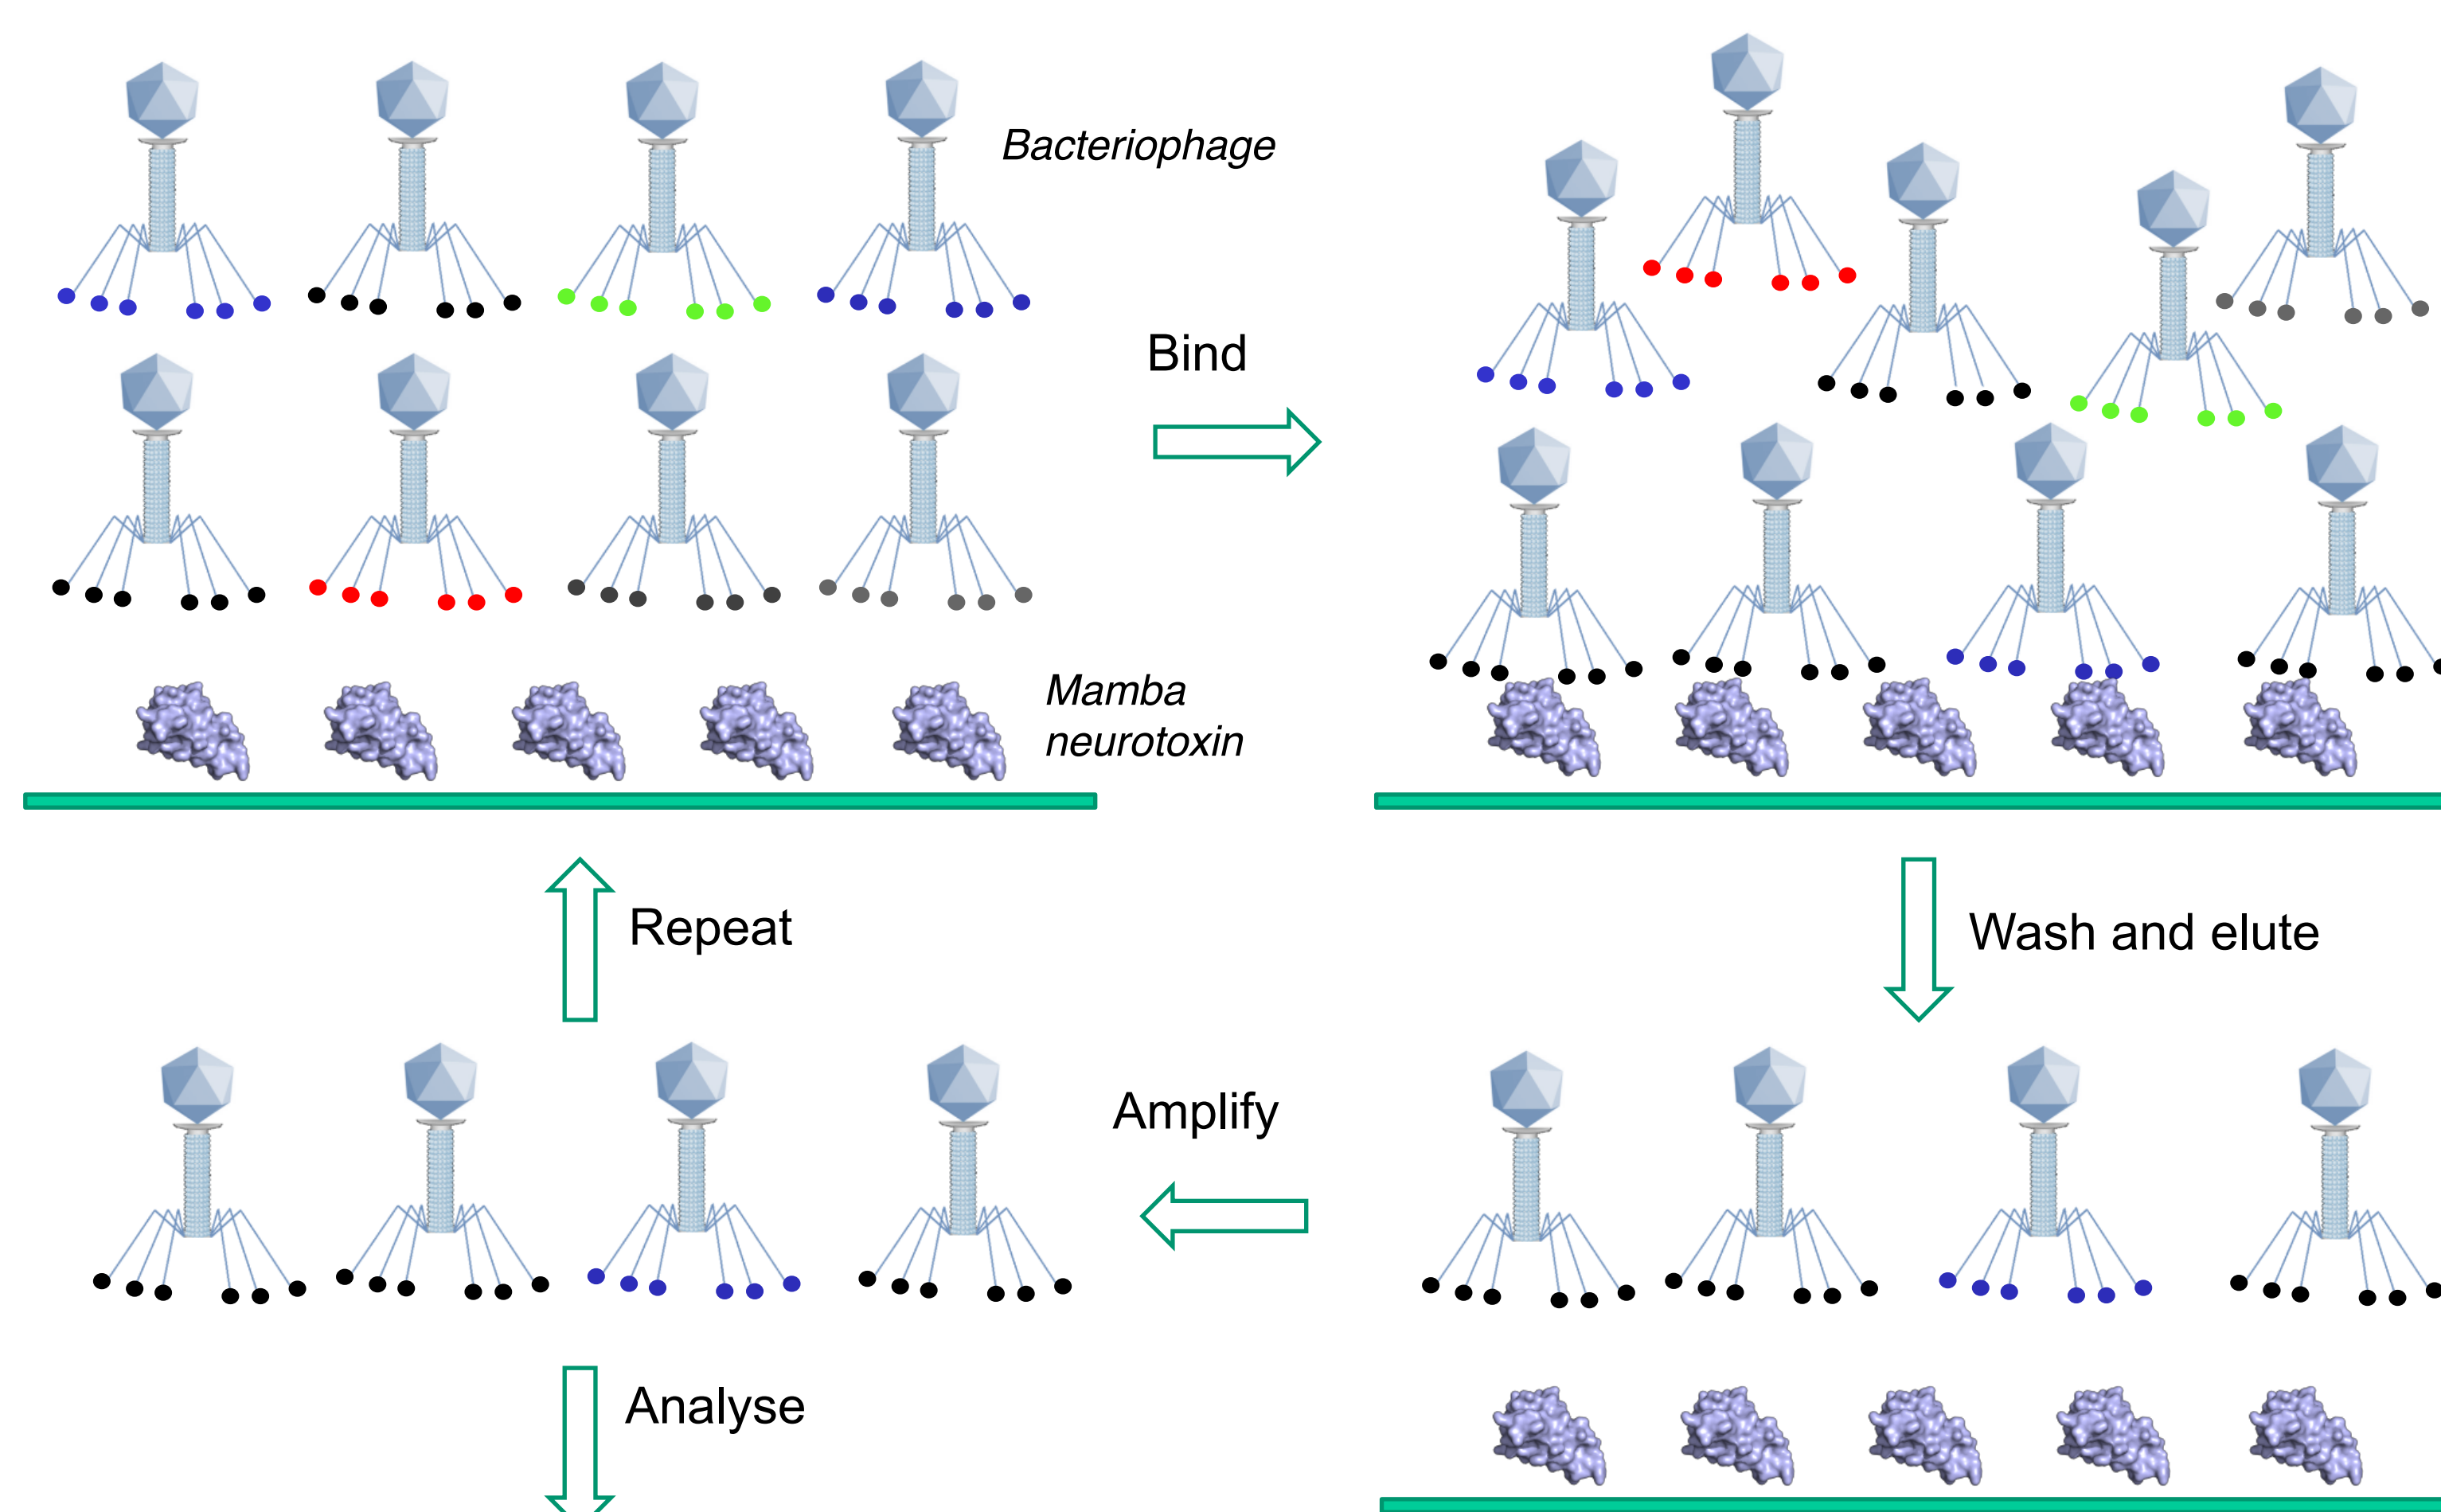 Bacteriophage
Bind
Mamba
neurotoxin
Repeat
Wash and elute
Amplify
Analyse